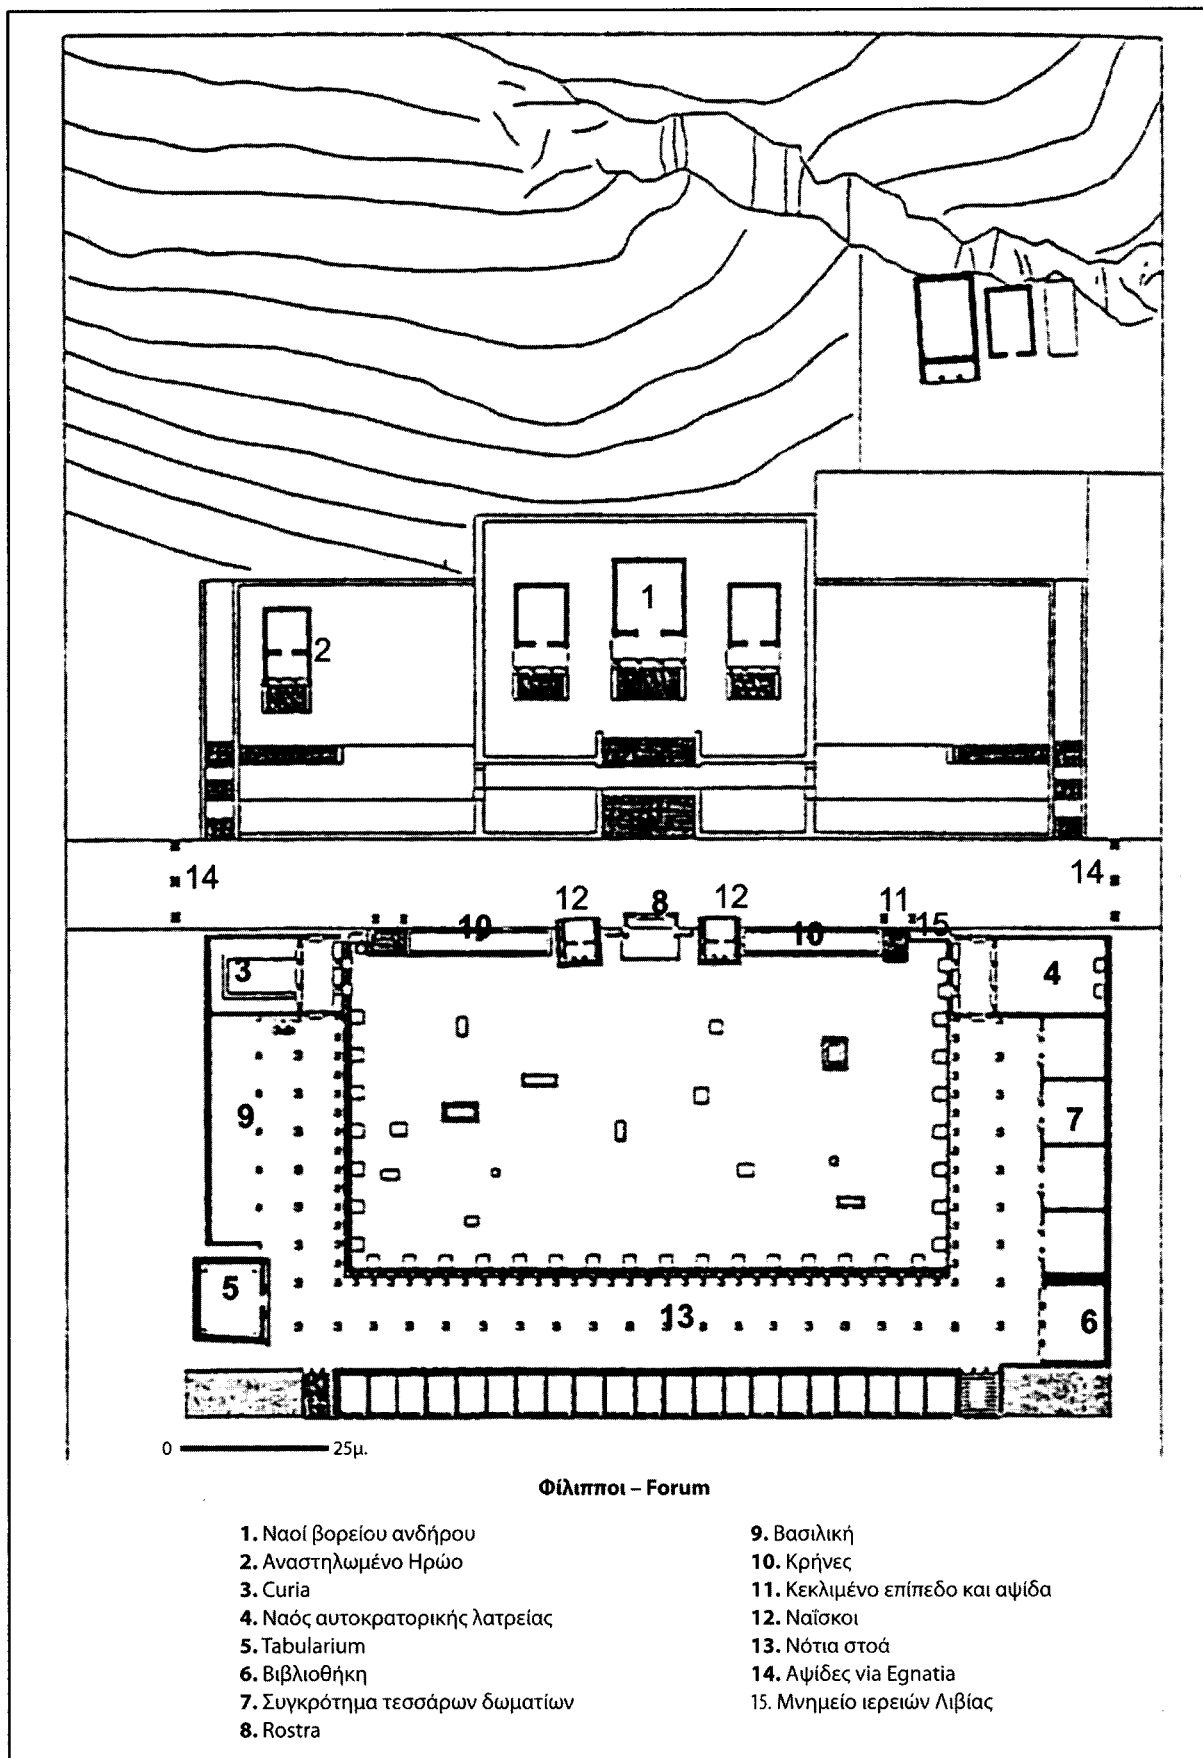 1
2
14
14
12
8
12
11
10
10
15
3
4
9
7
5
13
6
0 25μ.
Φίλιπποι – Forum
1. Ναοί βορείου ανδήρου
2. Αναστηλωμένο Ηρώο
3. Curia
4. Ναός αυτοκρατορικής λατρείας
5. Tabularium
6. Βιβλιοθήκη
7. Συγκρότημα τεσσάρων δωματίων
8. Rostra
9. Βασιλική
10. Κρήνες
11. Κεκλιμένο επίπεδο και αψίδα
12. Ναΐσκοι
13. Νότια στοά
14. Αψίδες via Egnatia
15. Μνημείο ιερειών Λιβίας